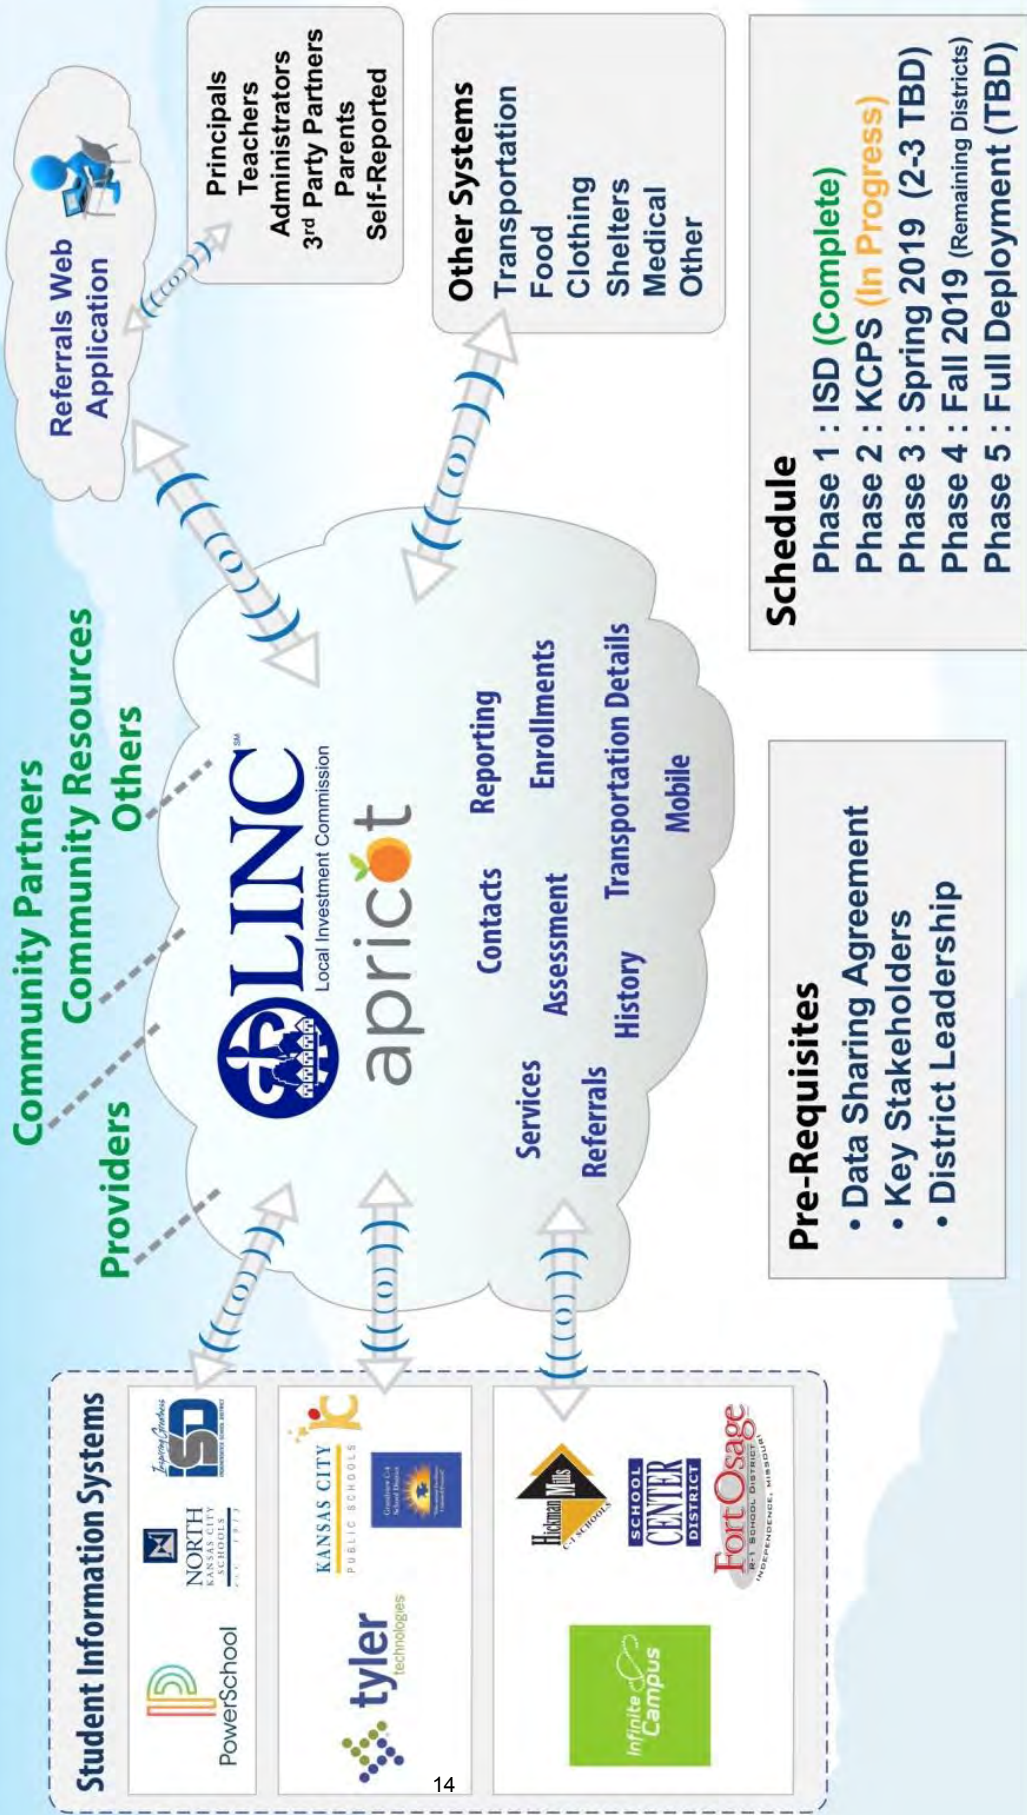 Community Partners
Providers
Community Resources
Others
Referrals Web
Application
Principals
Teachers
Administrators
3rd Party Partners
Parents
Self-Reported
Student Information Systems
PowerSchool
NORTH
KANSAS CITY
SCHOOLS
Inspiring Greatness
iSD
INDEPENDENCE SCHOOL DISTRICT
tyler
technologies
KANSAS CITY
PUBLIC SCHOOLS
KC
Grandview C-4
School District
Infinite
Campus
Hickman Mills
C-1 SCHOOLS
SCHOOL
CENTER
DISTRICT
Fort Osage
R-1 SCHOOL DISTRICT
INDEPENDENCE, MISSOURI
LINC SM
Local Investment Commission
apricot
Services
Contacts
Reporting
Referrals
Assessment
Enrollments
History
Transportation Details
Mobile
Other Systems
Transportation
Food
Clothing
Shelters
Medical
Other
Pre-Requisites
• Data Sharing Agreement
• Key Stakeholders
• District Leadership
Schedule
Phase 1 : ISD (Complete)
Phase 2 : KCPS (In Progress)
Phase 3 : Spring 2019 (2-3 TBD)
Phase 4 : Fall 2019 (Remaining Districts)
Phase 5 : Full Deployment (TBD)
14